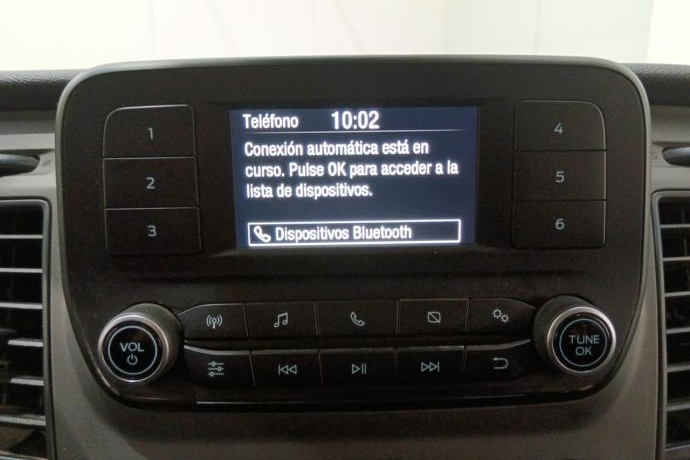 Teléfono 10:02
Conexión automática está en
curso. Pulse OK para acceder a la
lista de dispositivos.
Dispositivos Bluetooth
1
2
3
4
5
6
VOL
TUNE
OK